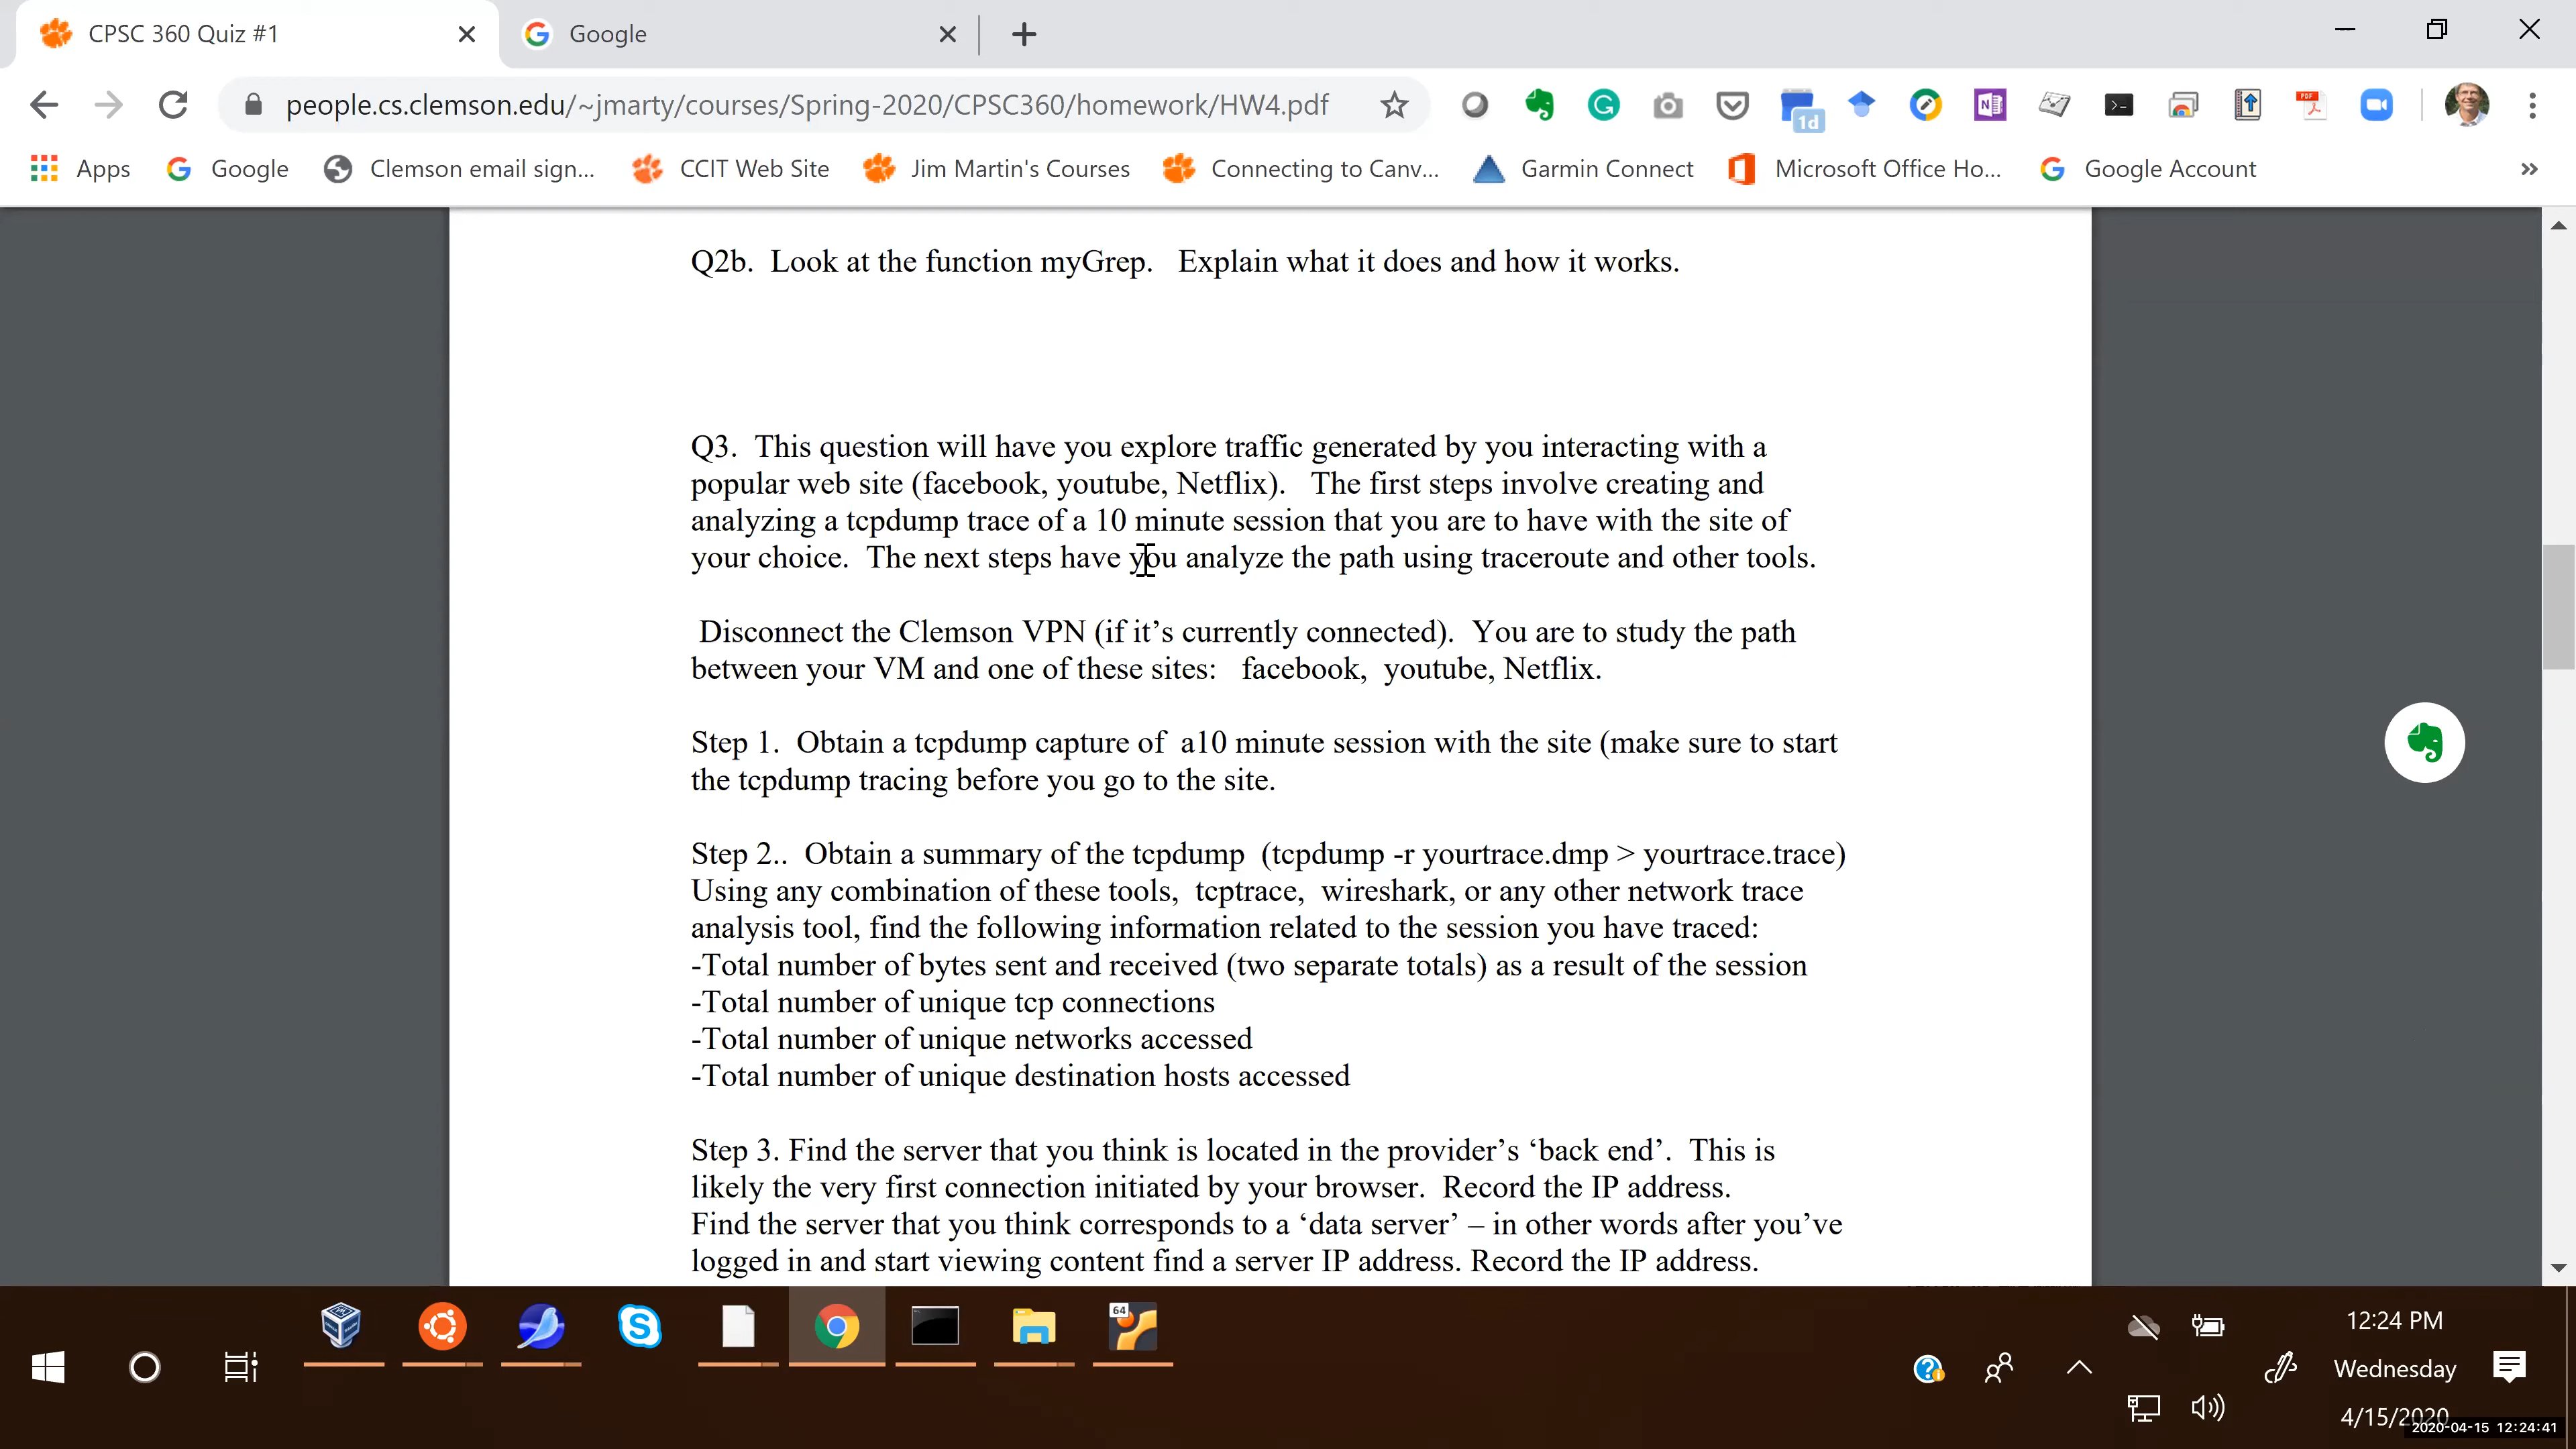 CPSC 360 Quiz #1
Google
people.cs.clemson.edu/~jmarty/courses/Spring-2020/CPSC360/homework/HW4.pdf
1d
Apps
Google
Clemson email sign...
CCIT Web Site
Jim Martin's Courses
Connecting to Canv...
Garmin Connect
Microsoft Office Ho...
Google Account
Q2b.  Look at the function myGrep.   Explain what it does and how it works.
Q3.  This question will have you explore traffic generated by you interacting with a
popular web site (facebook, youtube, Netflix).   The first steps involve creating and
analyzing a tcpdump trace of a 10 minute session that you are to have with the site of
your choice.  The next steps have you analyze the path using traceroute and other tools.
Disconnect the Clemson VPN (if it’s currently connected).  You are to study the path
between your VM and one of these sites:   facebook,  youtube, Netflix.
Step 1.  Obtain a tcpdump capture of  a10 minute session with the site (make sure to start
the tcpdump tracing before you go to the site.
Step 2..  Obtain a summary of the tcpdump  (tcpdump -r yourtrace.dmp > yourtrace.trace)
Using any combination of these tools,  tcptrace,  wireshark, or any other network trace
analysis tool, find the following information related to the session you have traced:
-Total number of bytes sent and received (two separate totals) as a result of the session
-Total number of unique tcp connections
-Total number of unique networks accessed
-Total number of unique destination hosts accessed
Step 3. Find the server that you think is located in the provider’s ‘back end’.  This is
likely the very first connection initiated by your browser.  Record the IP address.
Find the server that you think corresponds to a ‘data server’ – in other words after you’ve
logged in and start viewing content find a server IP address. Record the IP address.
64
12:24 PM
Wednesday
4/15/2020
2020-04-15 12:24:41